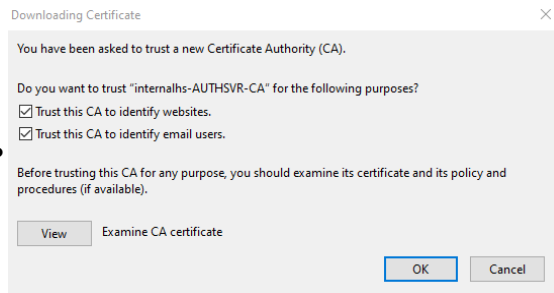 Downloading Certificate
You have been asked to trust a new Certificate Authority (CA).
Do you want to trust "internalhs-AUTHSVR-CA" for the following purposes?
Trust this CA to identify websites.
Trust this CA to identify email users.
Before trusting this CA for any purpose, you should examine its certificate and its policy and
procedures (if available).
View Examine CA certificate
OK Cancel